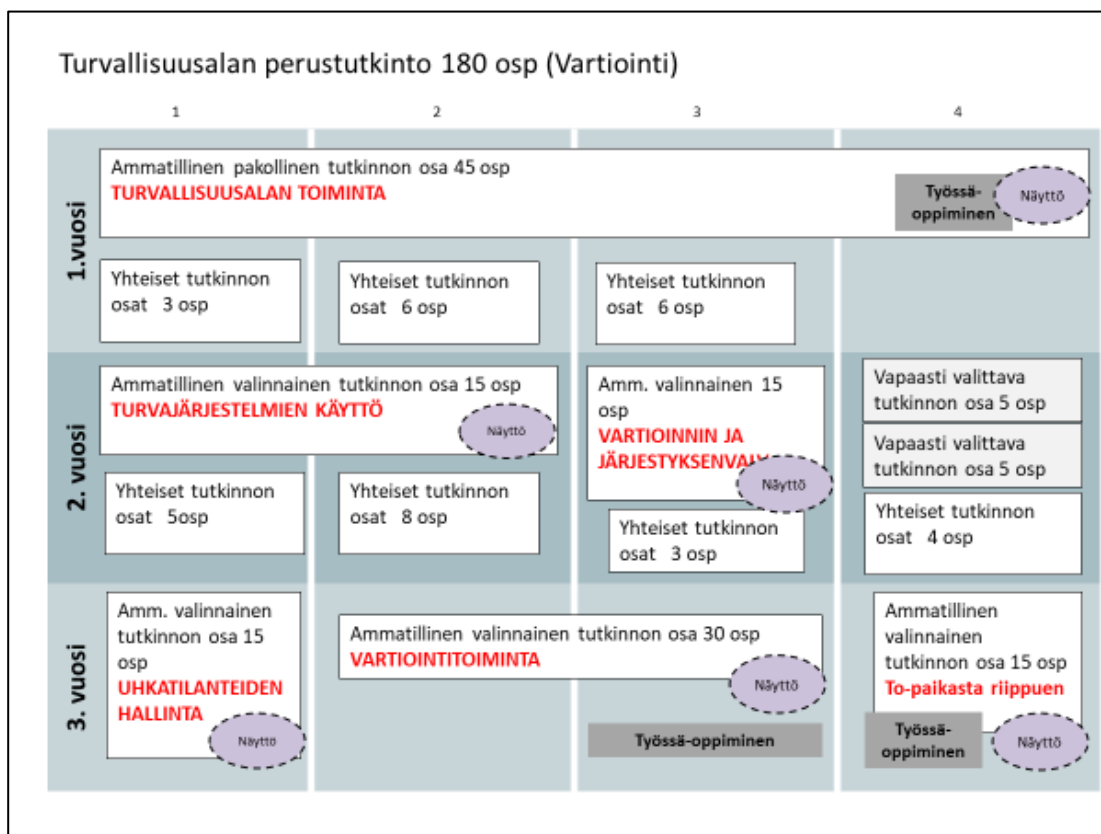 Turvallisuusalan perustutkinto 180 osp (Vartiointi)
1
2
3
4
1.vuosi
Ammatillinen pakollinen tutkinnon osa 45 osp
TURVALLISUUSALAN TOIMINTA
Työssä-
oppiminen
Näyttö
Yhteiset tutkinnon
osat 3 osp
Yhteiset tutkinnon
osat 6 osp
Yhteiset tutkinnon
osat 6 osp
2. vuosi
Ammatillinen valinnainen tutkinnon osa 15 osp
TURVAJÄRJESTELMIEN KÄYTTÖ
Näyttö
Amm. valinnainen 15
osp
VARTIOINNIN JA
Näyttö
Vapaasti valittava
tutkinnon osa 5 osp
Vapaasti valittava
tutkinnon osa 5 osp
Yhteiset tutkinnon
osat 5osp
Yhteiset tutkinnon
osat 8 osp
Yhteiset tutkinnon
osat 3 osp
Yhteiset tutkinnon
osat 4 osp
3. vuosi
Amm. valinnainen
tutkinnon osa 15
osp
UHKATILANTEIDEN
HALLINTA
Näyttö
Ammatillinen valinnainen tutkinnon osa 30 osp
VARTIOINTITOIMINTA
Näyttö
Työssä-oppiminen
Ammatillinen
valinnainen
tutkinnon osa 15 osp
To-paikasta riippuen
Työssä-
oppiminen
Näyttö